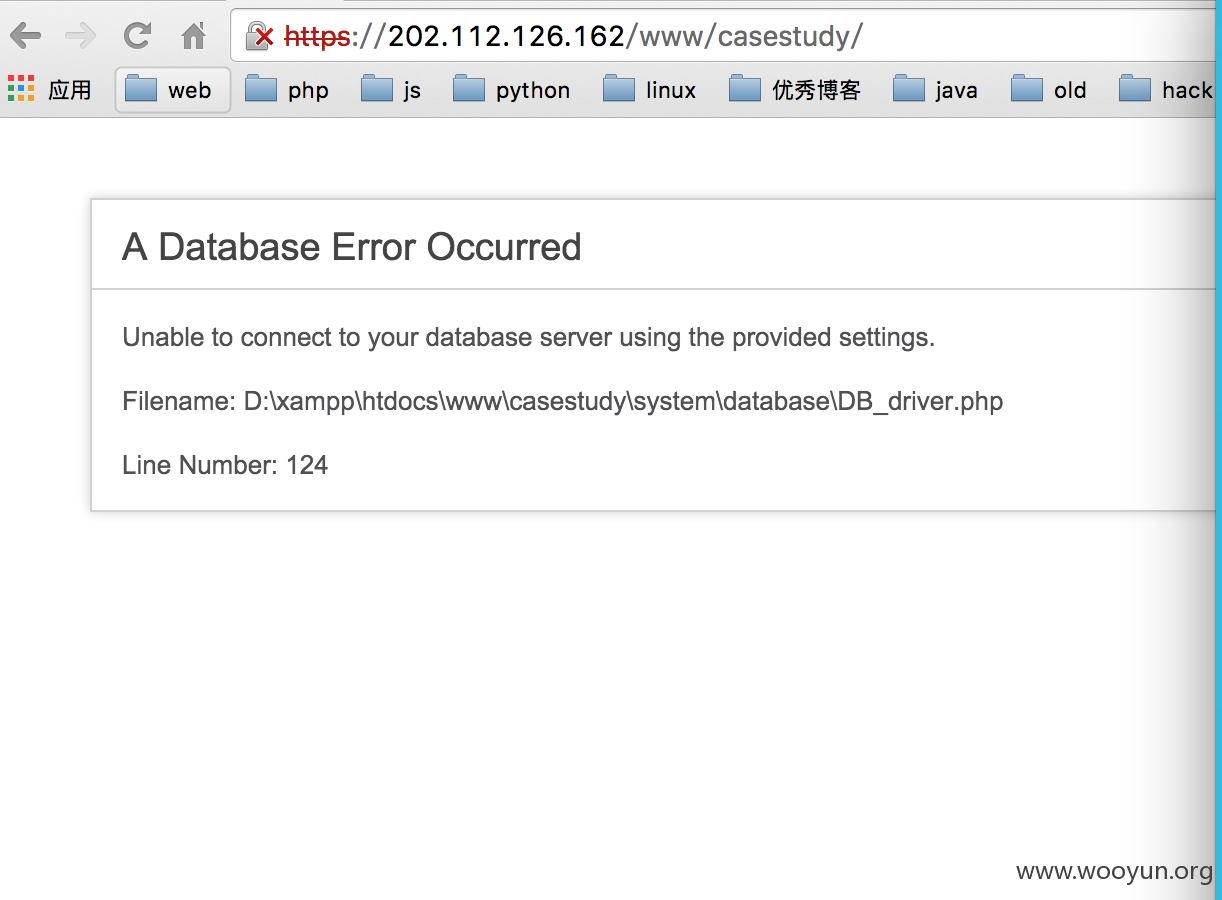 https://202.112.126.162/www/casestudy/
应用 web php js python linux 优秀博客 java old hack
A Database Error Occurred
Unable to connect to your database server using the provided settings.
Filename: D:\xampp\htdocs\www\casestudy\system\database\DB_driver.php
Line Number: 124
www.wooyun.org